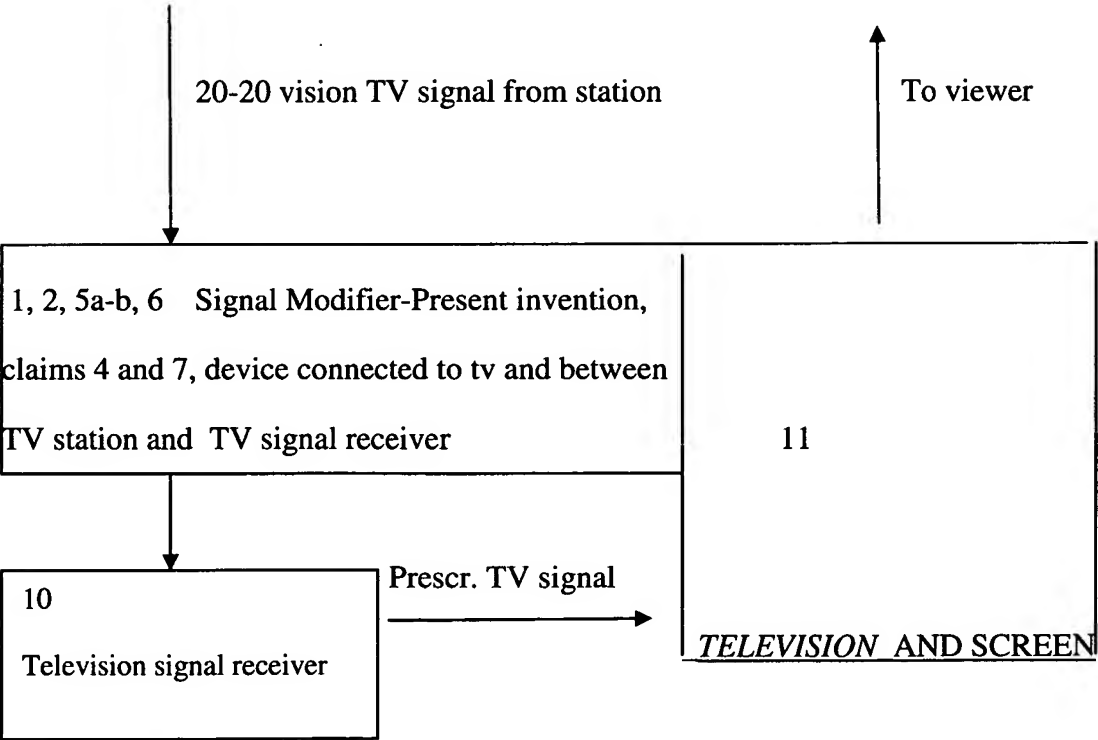 20-20 vision TV signal from station
To viewer
1, 2, 5a-b, 6 Signal Modifier-Present invention,
claims 4 and 7, device connected to tv and between
TV station and TV signal receiver
11
10
Television signal receiver
Prescr. TV signal
TELEVISION AND SCREEN